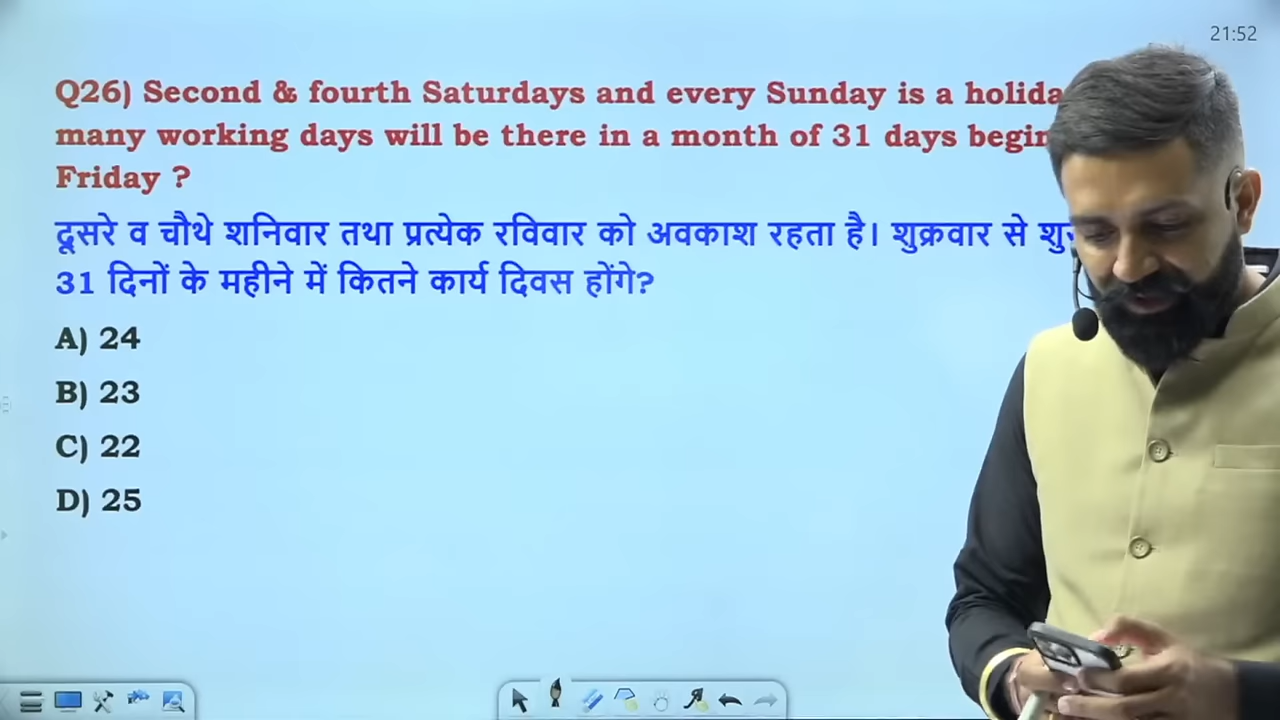 21:52
Q26) Second & fourth Saturdays and every Sunday is a
many working days will be there in a month of 31 days
Friday ?
दूसरे व चौथे शनिवार तथा प्रत्येक रविवार को अवकाश रहता है। शुक्रवार से
31 दिनों के महीने में कितने कार्य दिवस होंगे?
A) 24
B) 23
C) 22
D) 25